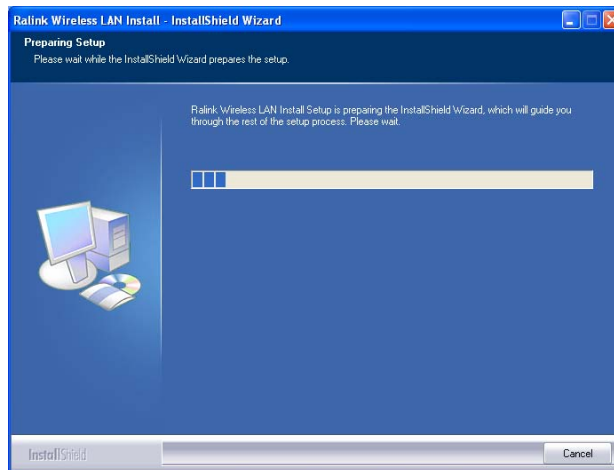 Ralink Wireless LAN Install - InstallShield Wizard
Preparing Setup
Please wait while the InstallShield Wizard prepares the setup.
Ralink Wireless LAN Install Setup is preparing the InstallShield Wizard, which will guide you
through the rest of the setup process. Please wait.
InstallShield
Cancel